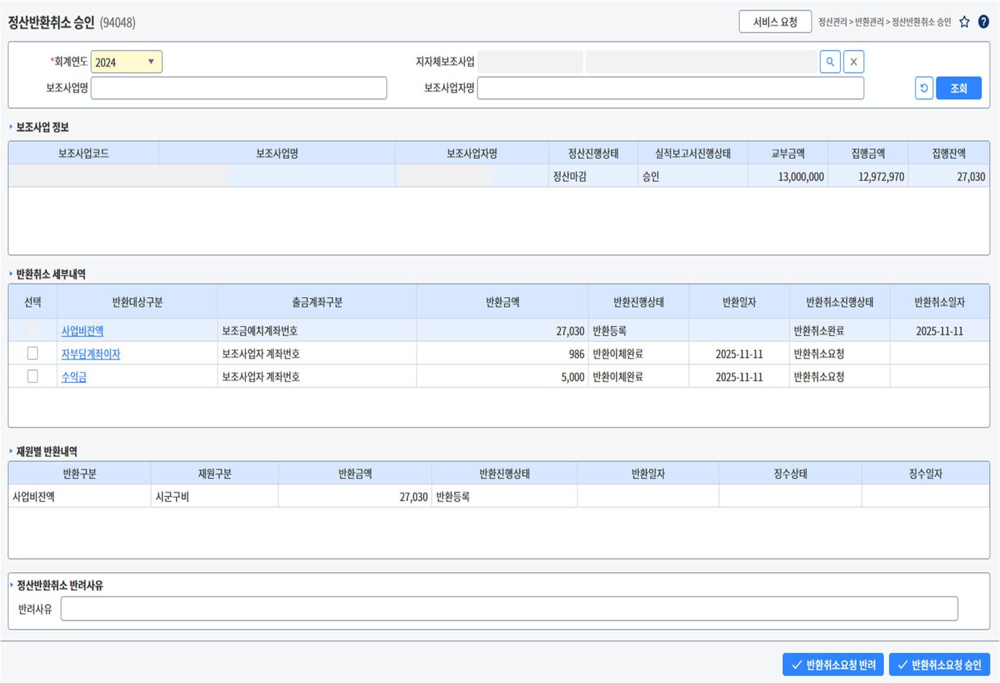 정산반환취소 승인 (94048)
서비스 요청
정산관리 > 반환관리 > 정산반환취소 승인
*회계연도 2024 지자체보조사업
보조사업명 보조사업자명 조회
보조사업 정보
보조사업코드 보조사업명 보조사업자명 정산진행상태 실적보고서진행상태 교부금액 집행금액 집행잔액
정산마감 승인 13,000,000 12,972,970 27,030
반환취소 세부내역
선택 반환대상구분 출금계좌구분 반환금액 반환진행상태 반환일자 반환취소진행상태 반환취소일자
사업비잔액 보조금예치계좌번호 27,030 반환등록 반환취소완료 2025-11-11
자부담계좌이자 보조사업자 계좌번호 986 반환이체완료 2025-11-11 반환취소요청
수익금 보조사업자 계좌번호 5,000 반환이체완료 2025-11-11 반환취소요청
재원별 반환내역
반환구분 재원구분 반환금액 반환진행상태 반환일자 징수상태 징수일자
사업비잔액 시군구비 27,030 반환등록
정산반환취소 반려사유
반려사유
반환취소요청 반려 반환취소요청 승인